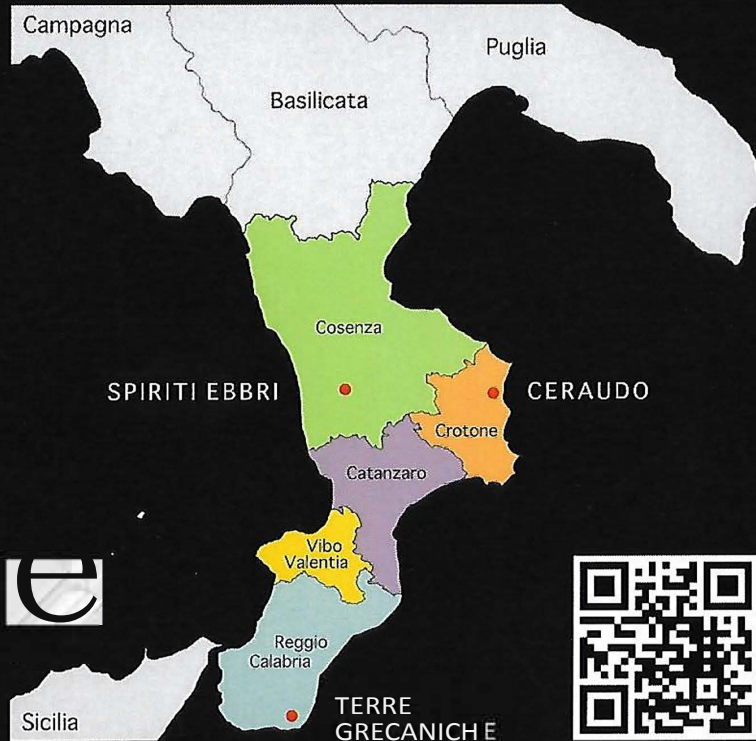 Campagna
Puglia
Basilicata
Cosenza
SPIRITI EBBRI
CERAUDO
Crotone
Catanzaro
Vibo
Valentia
e
Reggio
Calabria
TERRE
GRECANICHE
Sicilia